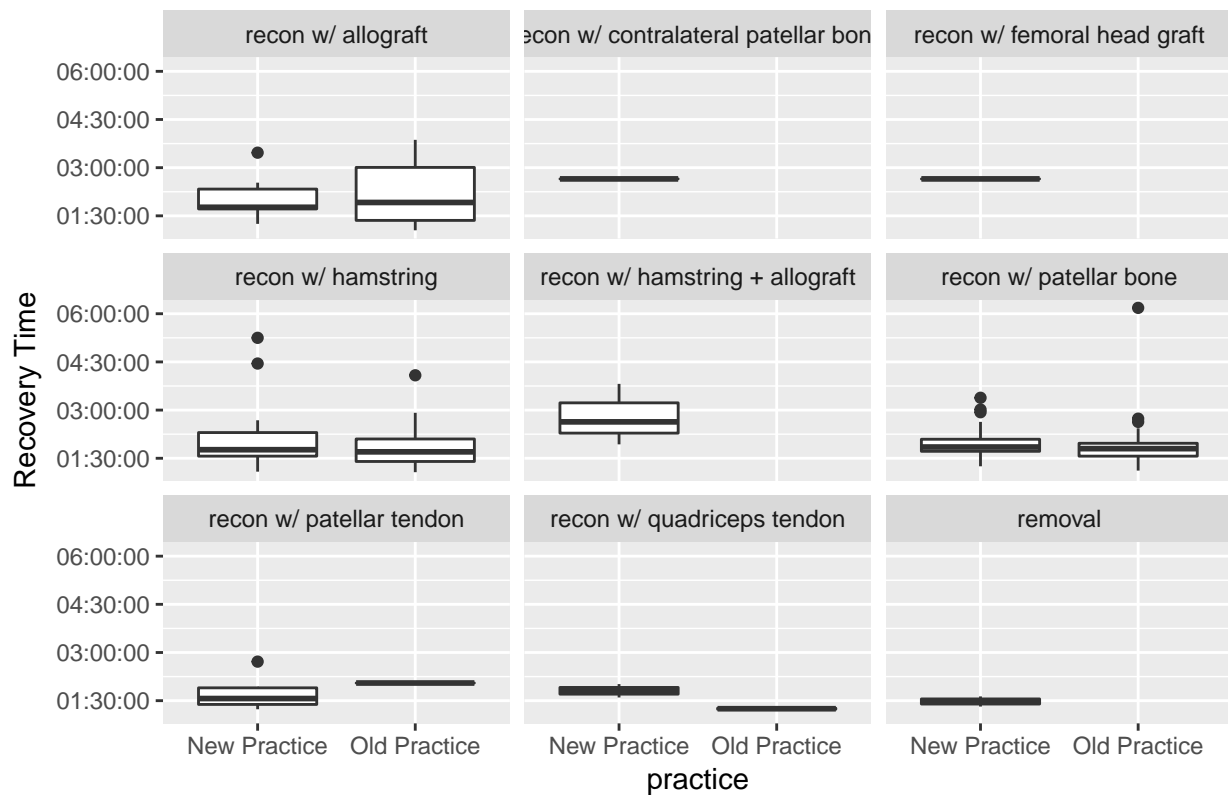 recon w/ allograft
econ w/ contralateral patellar bon
recon w/ femoral head graft
06:00:00
04:30:00
03:00:00
01:30:00
recon w/ hamstring
recon w/ hamstring + allograft
recon w/ patellar bone
06:00:00
04:30:00
03:00:00
01:30:00
Recovery Time
recon w/ patellar tendon
recon w/ quadriceps tendon
removal
06:00:00
04:30:00
03:00:00
01:30:00
New Practice Old Practice
New Practice Old Practice
New Practice Old Practice
practice